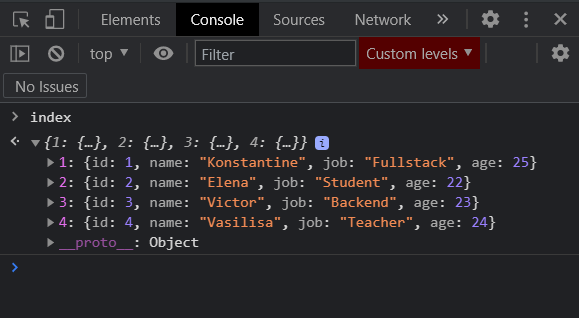 Elements Console Sources Network »
top ▼ Filter Custom levels ▼
No Issues
> index
<· ▼{1: {…}, 2: {…}, 3: {…}, 4: {…}} i
▶1: {id: 1, name: "Konstantine", job: "Fullstack", age: 25}
▶2: {id: 2, name: "Elena", job: "Student", age: 22}
▶3: {id: 3, name: "Victor", job: "Backend", age: 23}
▶4: {id: 4, name: "Vasilisa", job: "Teacher", age: 24}
▶__proto__: Object
>